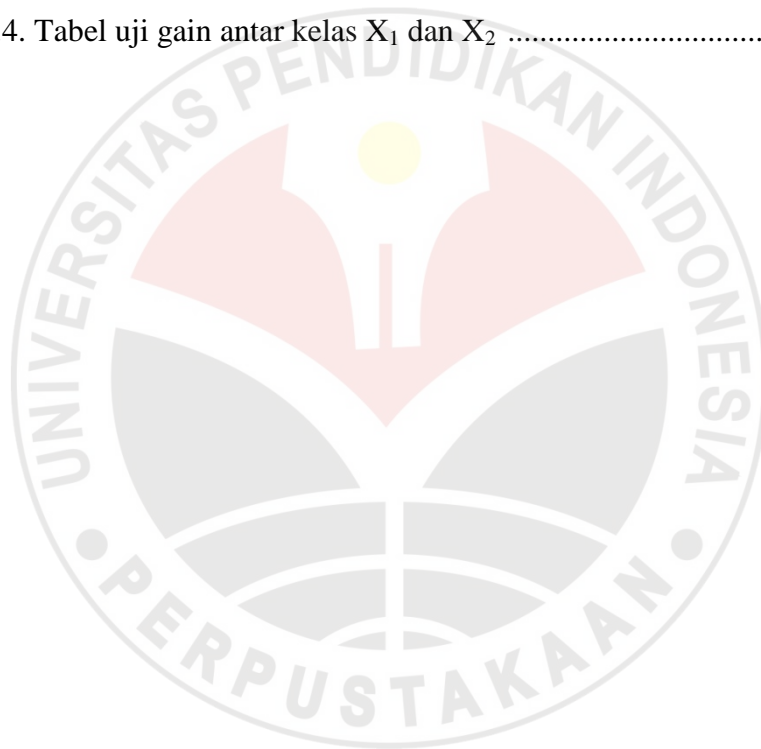 4. Tabel uji gain antar kelas X₁ dan X₂ ................................
UNIVERSITAS PENDIDIKAN INDONESIA
PERPUSTAKAAN